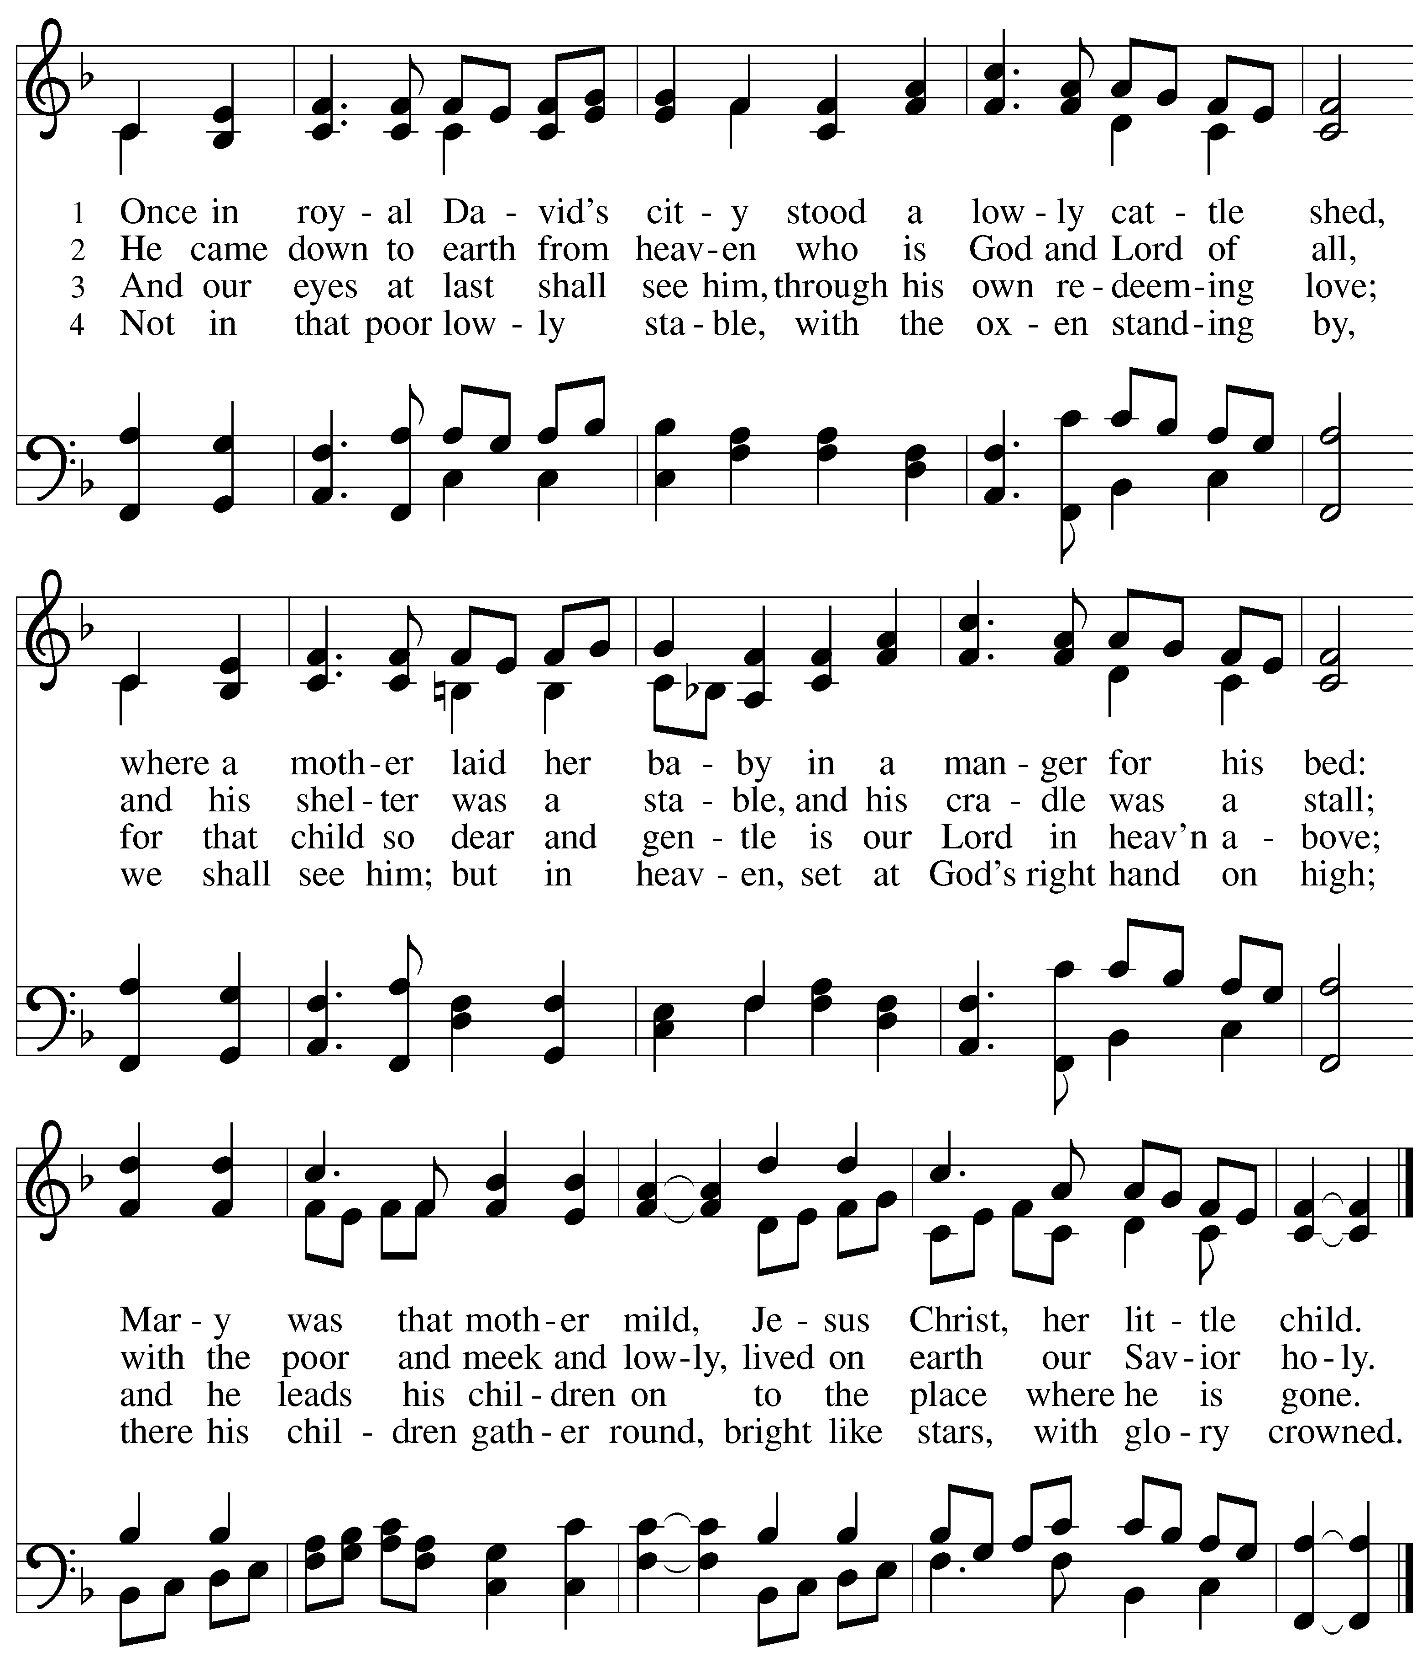 1 Once in roy - al Da - vid's cit - y stood a low - ly cat - tle shed,
2 He came down to earth from heav - en who is God and Lord of all,
3 And our eyes at last shall see him, through his own re - deem - ing love;
4 Not in that poor low - ly sta - ble, with the ox - en stand - ing by,
where a moth - er laid her ba - by in a man - ger for his bed:
and his shel - ter was a sta - ble, and his cra - dle was a stall;
for that child so dear and gen - tle is our Lord in heav'n a - bove;
we shall see him; but in heav - en, set at God's right hand on high;
Mar - y was that moth - er mild, Je - sus Christ, her lit - tle child.
with the poor and meek and low - ly, lived on earth our Sav - ior ho - ly.
and he leads his chil - dren on to the place where he is gone.
there his chil - dren gath - er round, bright like stars, with glo - ry crowned.